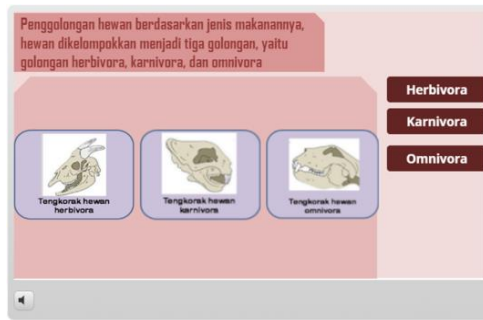 Penggolongan hewan berdasarkan jenis makanannya,
hewan dikelompokkan menjadi tiga golongan, yaitu
golongan herbivora, karnivora, dan omnivora
Herbivora
Karnivora
Omnivora
Tengkorak hewan
herbivora
Tengkorak hewan
karnivora
Tengkorak hewan
omnivora